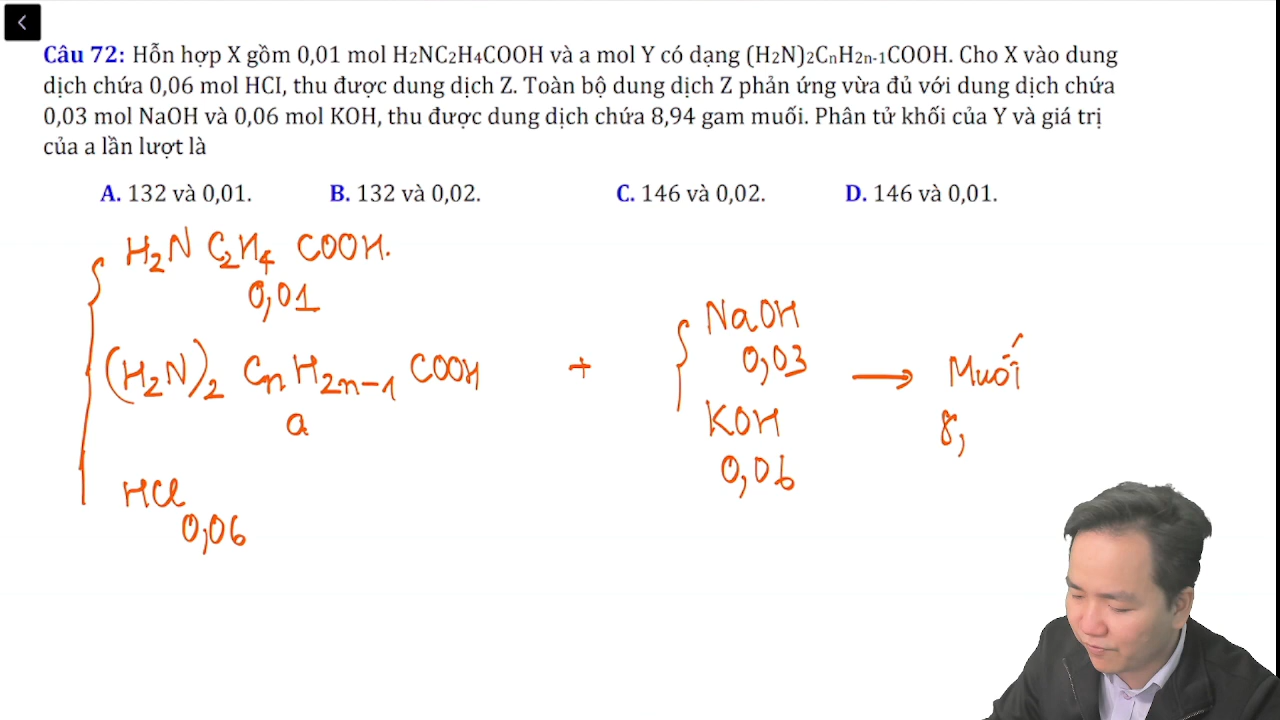 Câu 72: Hỗn hợp X gồm 0,01 mol H₂NC₂H₄COOH và a mol Y có dạng (H₂N)₂CₙH₂ₙ₋₁COOH. Cho X vào dung
dịch chứa 0,06 mol HCl, thu được dung dịch Z. Toàn bộ dung dịch Z phản ứng vừa đủ với dung dịch chứa
0,03 mol NaOH và 0,06 mol KOH, thu được dung dịch chứa 8,94 gam muối. Phân tử khối của Y và giá trị
của a lần lượt là
A. 132 và 0,01. B. 132 và 0,02. C. 146 và 0,02. D. 146 và 0,01.
H₂N C₂H₄ COOH.
0,01
(H₂N)₂ CₙH₂ₙ₋₁ COOH
a
HCl
0,06
+
NaOH
0,03
KOH
0,06
→ Muối
8,